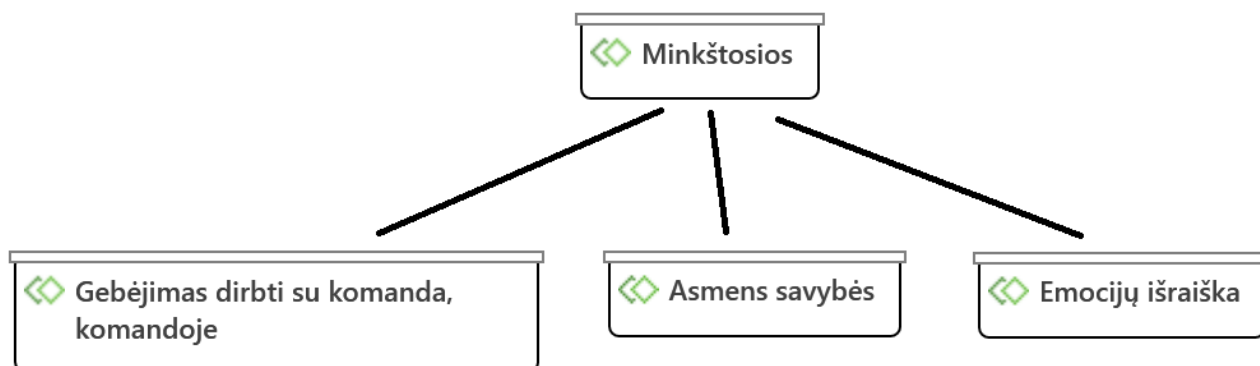 Minkštosios
Gebėjimas dirbti su komanda,
komandoje
Asmens savybės
Emocijų išraiška